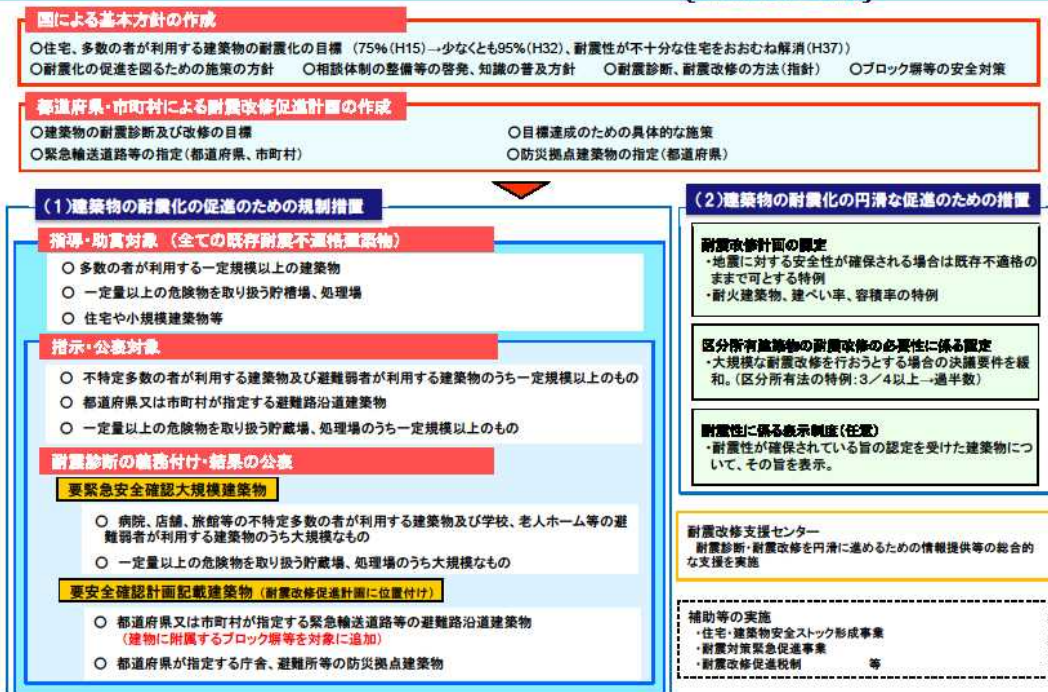 国による基本方針の作成
○住宅、多数の者が利用する建築物の耐震化の目標 (75%(H15)→少なくとも95%(H32)、耐震性が不十分な住宅をおおむね解消(H37))
○耐震化の促進を図るための施策の方針 ○相談体制の整備等の啓発、知識の普及方針 ○耐震診断、耐震改修の方法(指針) ○ブロック塀等の安全対策
都道府県・市町村による耐震改修促進計画の作成
○建築物の耐震診断及び改修の目標 ○目標達成のための具体的な施策
○緊急輸送道路等の指定(都道府県、市町村) ○防災拠点建築物の指定(都道府県)
(1)建築物の耐震化の促進のための規制措置
指導・助言対象 (全ての既存耐震不適格建築物)
○ 多数の者が利用する一定規模以上の建築物
○ 一定量以上の危険物を取り扱う貯槽場、処理場
○ 住宅や小規模建築物等
指示・公表対象
○ 不特定多数の者が利用する建築物及び避難弱者が利用する建築物のうち一定規模以上のもの
○ 都道府県又は市町村が指定する避難路沿道建築物
○ 一定量以上の危険物を取り扱う貯蔵場、処理場のうち一定規模以上のもの
耐震診断の義務付け・結果の公表
要緊急安全確認大規模建築物
○ 病院、店舗、旅館等の不特定多数の者が利用する建築物及び学校、老人ホーム等の避
難弱者が利用する建築物のうち大規模なもの
○ 一定量以上の危険物を取り扱う貯蔵場、処理場のうち大規模なもの
要安全確認計画記載建築物 (耐震改修促進計画に位置付け)
○ 都道府県又は市町村が指定する緊急輸送道路等の避難路沿道建築物
(建物に附属するブロック塀等を対象に追加)
○ 都道府県が指定する庁舎、避難所等の防災拠点建築物
(2)建築物の耐震化の円滑な促進のための措置
耐震改修計画の認定
・地震に対する安全性が確保される場合は既存不適格の
ままで可とする特例
・耐火建築物、建ぺい率、容積率の特例
区分所有建築物の耐震改修の必要性に係る認定
・大規模な耐震改修を行おうとする場合の決議要件を緩
和。(区分所有法の特例:3/4以上→過半数)
耐震性に係る表示制度(任意)
・耐震性が確保されている旨の認定を受けた建築物につ
いて、その旨を表示。
耐震改修支援センター
耐震診断・耐震改修を円滑に進めるための情報提供等の総合的
な支援を実施
補助等の実施
・住宅・建築物安全ストック形成事業
・耐震対策緊急促進事業
・耐震改修促進税制 等